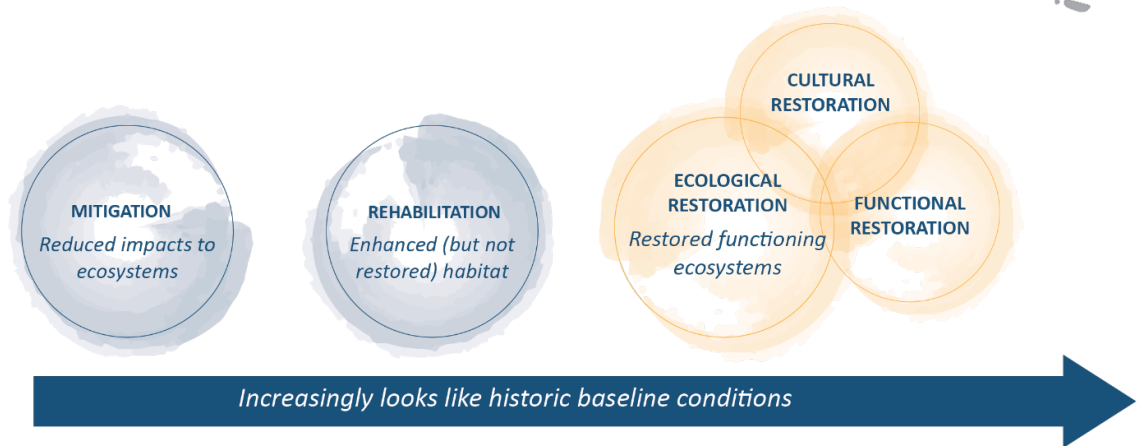 MITIGATION
Reduced impacts to
ecosystems
REHABILITATION
Enhanced (but not
restored) habitat
ECOLOGICAL
RESTORATION
Restored functioning
ecosystems
CULTURAL
RESTORATION
FUNCTIONAL
RESTORATION
Increasingly looks like historic baseline conditions